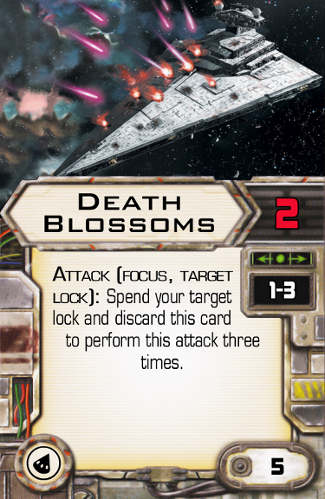 DEATH
BLOSSOMS
2
ATTACK (FOCUS, TARGET
LOCK): Spend your target
lock and discard this card
to perform this attack three
times.
1-3
5